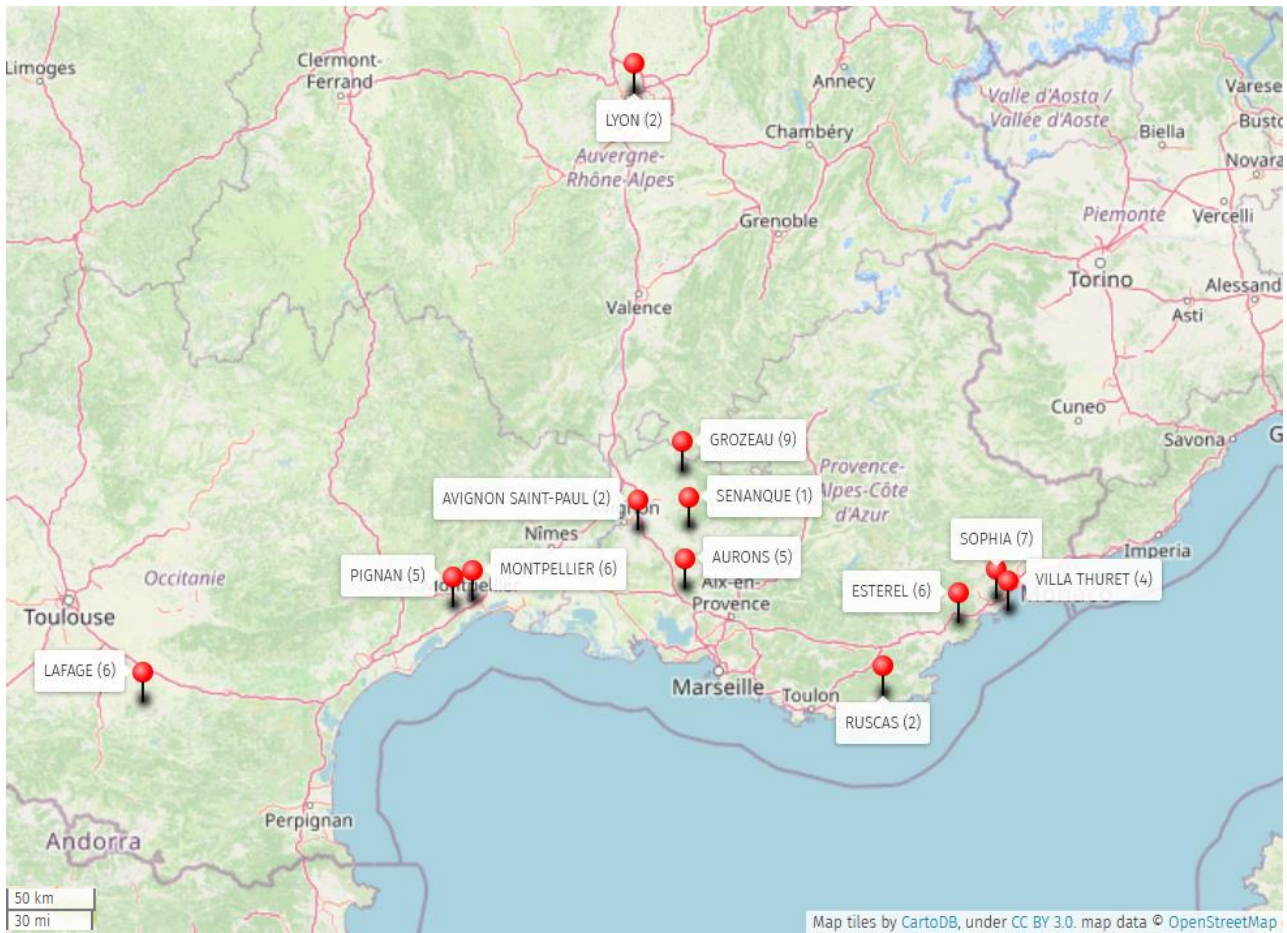 Limoges
Clermont-
Ferrand
Annecy
Valle d'Aosta /
Vallée d'Aoste
Varese
Biella
Busto
Novara
LYON (2)
Chambéry
Auvergne-
Rhône-Alpes
Grenoble
Piemonte
Vercelli
Torino
Alessand
Valence
Asti
Cuneo
Savona
G
GROZEAU (9)
Provence-
Alpes-Côte
d'Azur
AVIGNON SAINT-PAUL (2)
SENANQUE (1)
Nîmes
SOPHIA (7)
Imperia
AURONS (5)
MONTPELLIER (6)
PIGNAN (5)
Occitanie
Aix-en-
Provence
ESTEREL (6)
VILLA THURET (4)
Toulouse
LAFAGE (6)
Marseille
Toulon
RUSCAS (2)
Perpignan
Andorra
50 km
30 mi
Map tiles by CartoDB, under CC BY 3.0. map data © OpenStreetMap